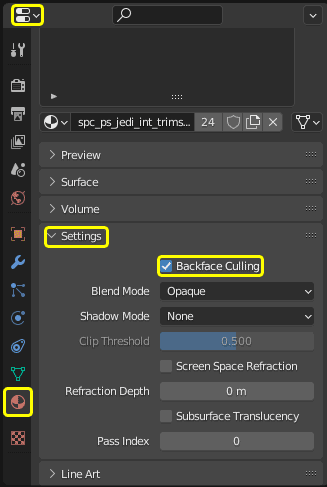 spc_ps_jedi_int_trims... 24
Preview
Surface
Volume
Settings
Backface Culling
Blend Mode Opaque
Shadow Mode None
Clip Threshold 0.500
Screen Space Refraction
Refraction Depth 0 m
Subsurface Translucency
Pass Index 0
Line Art